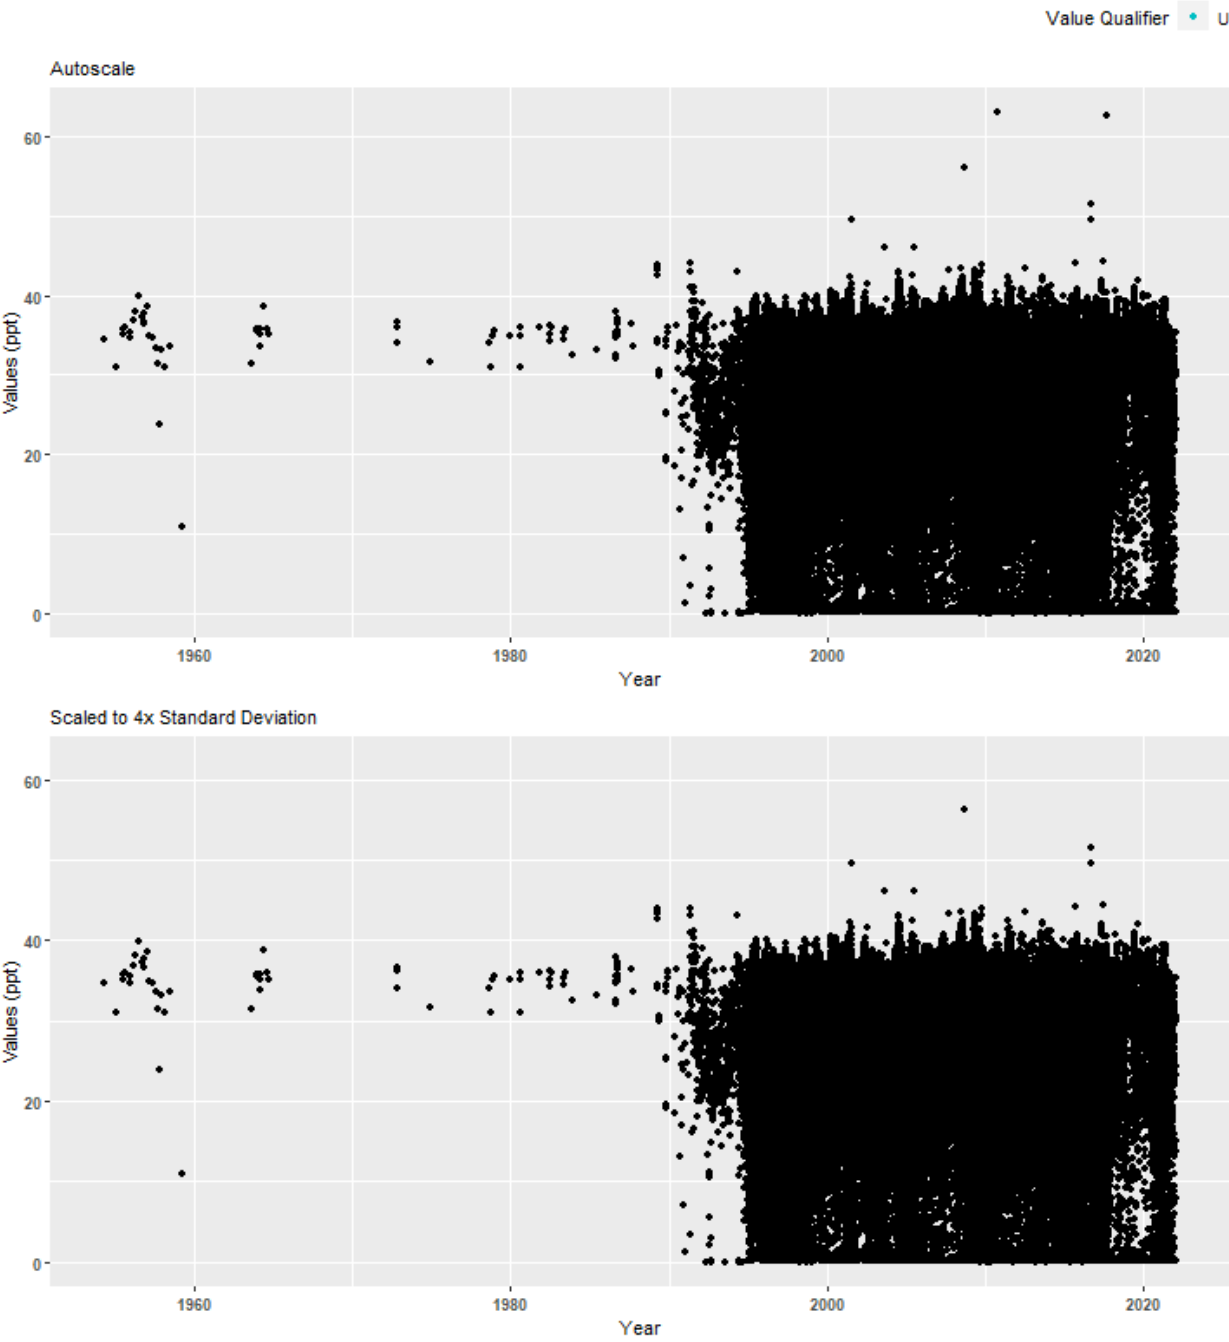 Value Qualifier U
Autoscale
60
40
20
0
Values (ppt)
1960 1980 2000 2020
Year
Scaled to 4x Standard Deviation
60
40
20
0
Values (ppt)
1960 1980 2000 2020
Year